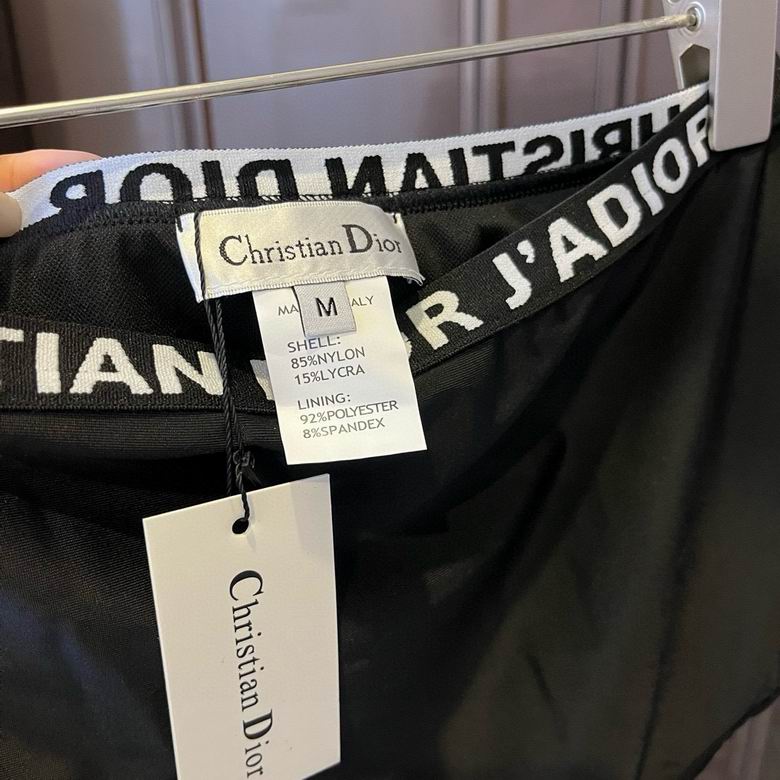 CHRISTIAN DIOR
J'ADIOR
Christian Dior
M
TIAN
R
SHELL:
85%NYLON
15%LYCRA
LINING:
92%POLYESTER
8%SPANDEX
Christian Dior